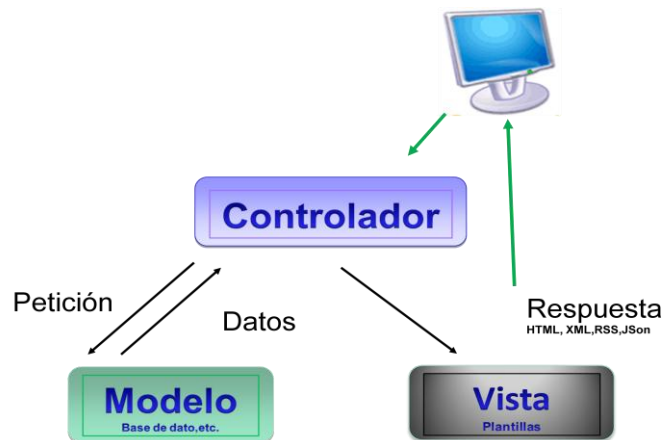 Controlador
Petición
Datos
Respuesta
HTML, XML,RSS,JSon
Modelo
Base de dato,etc.
Vista
Plantillas